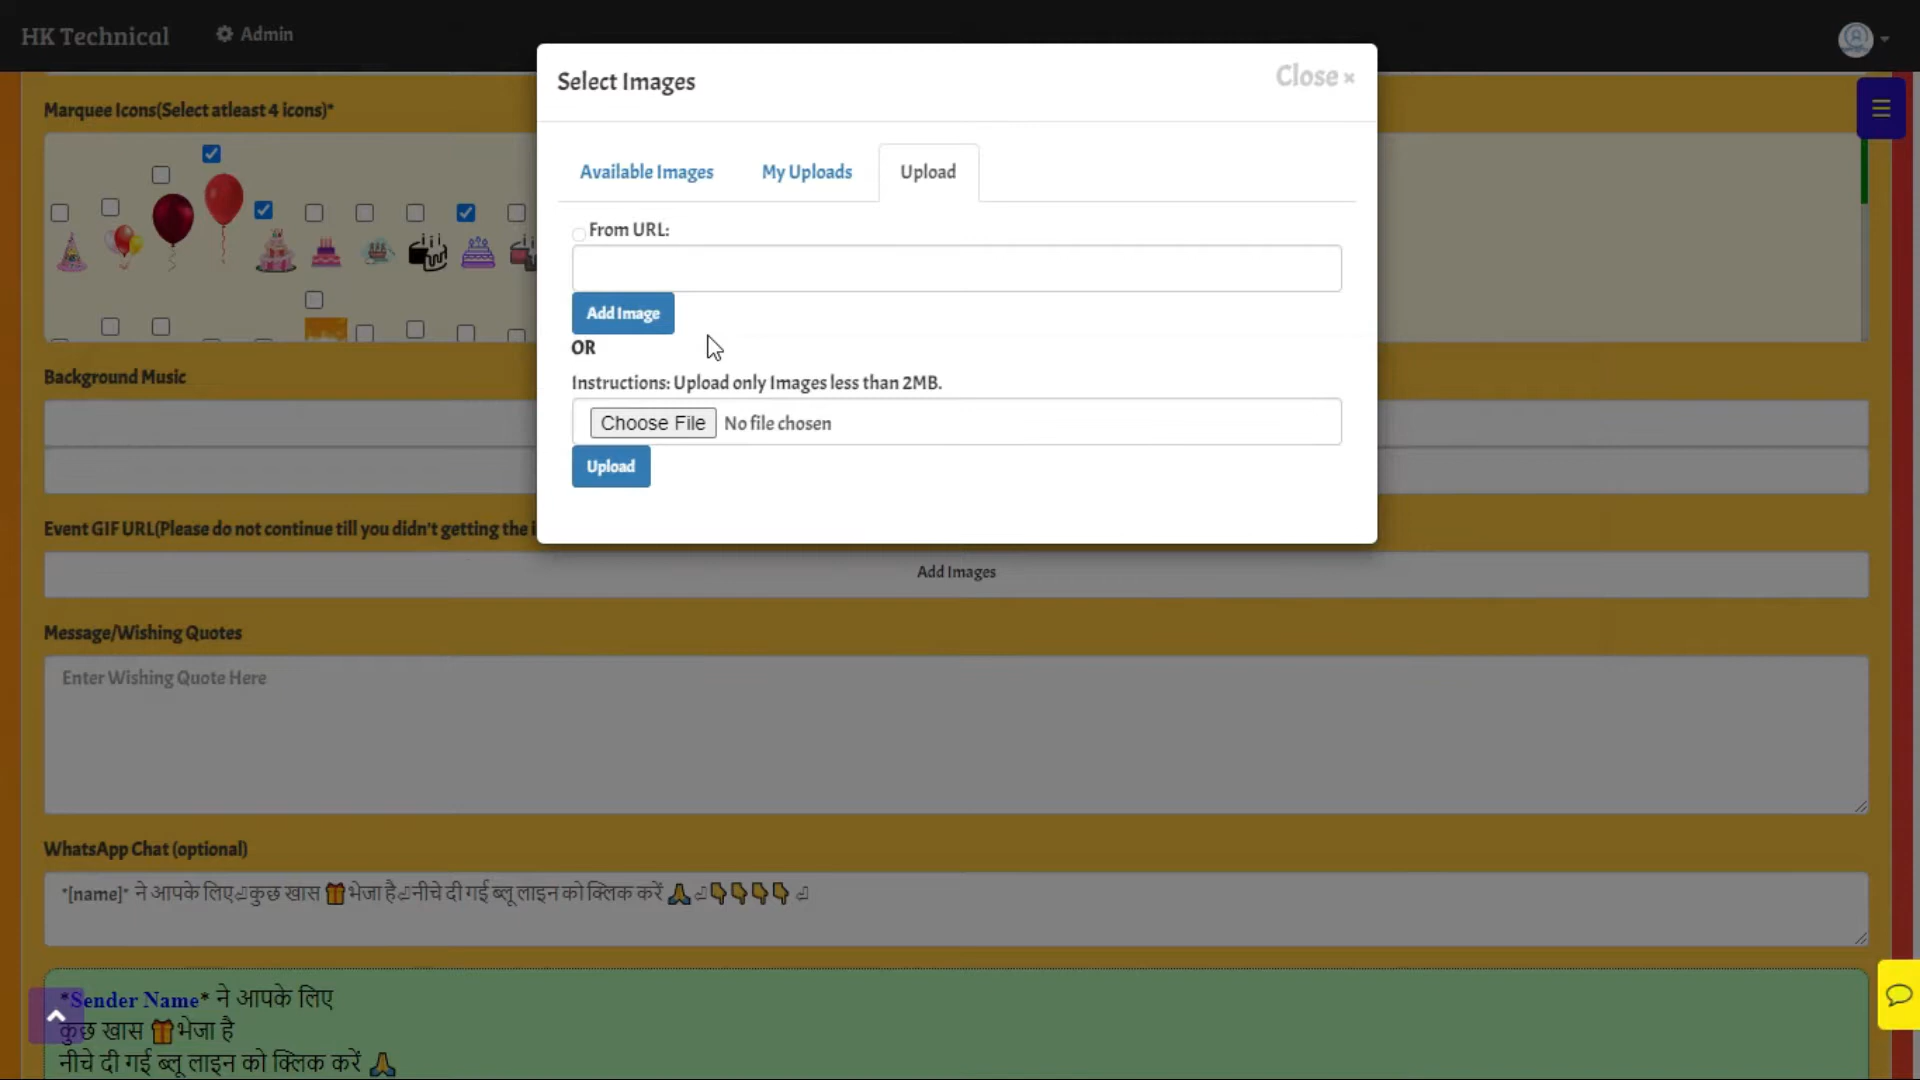 HK Technical
Admin
Select Images
Close ×
Available Images
My Uploads
Upload
From URL:
Add Image
OR
Instructions: Upload only Images less than 2MB.
Choose File No file chosen
Upload
Marquee Icons(Select atleast 4 icons)*
Background Music
Event GIF URL(Please do not continue till you didn't getting the
Add Images
Message/Wishing Quotes
Enter Wishing Quote Here
WhatsApp Chat (optional)
*[name]* ने आपके लिए⏎कुछ खास 🎁भेजा है⏎नीचे दी गई ब्लू लाइन को क्लिक करें 🙏⏎👇👇👇👇 ⏎
*Sender Name* ने आपके लिए
कुछ खास 🎁भेजा है
नीचे दी गई ब्लू लाइन को क्लिक करें 🙏